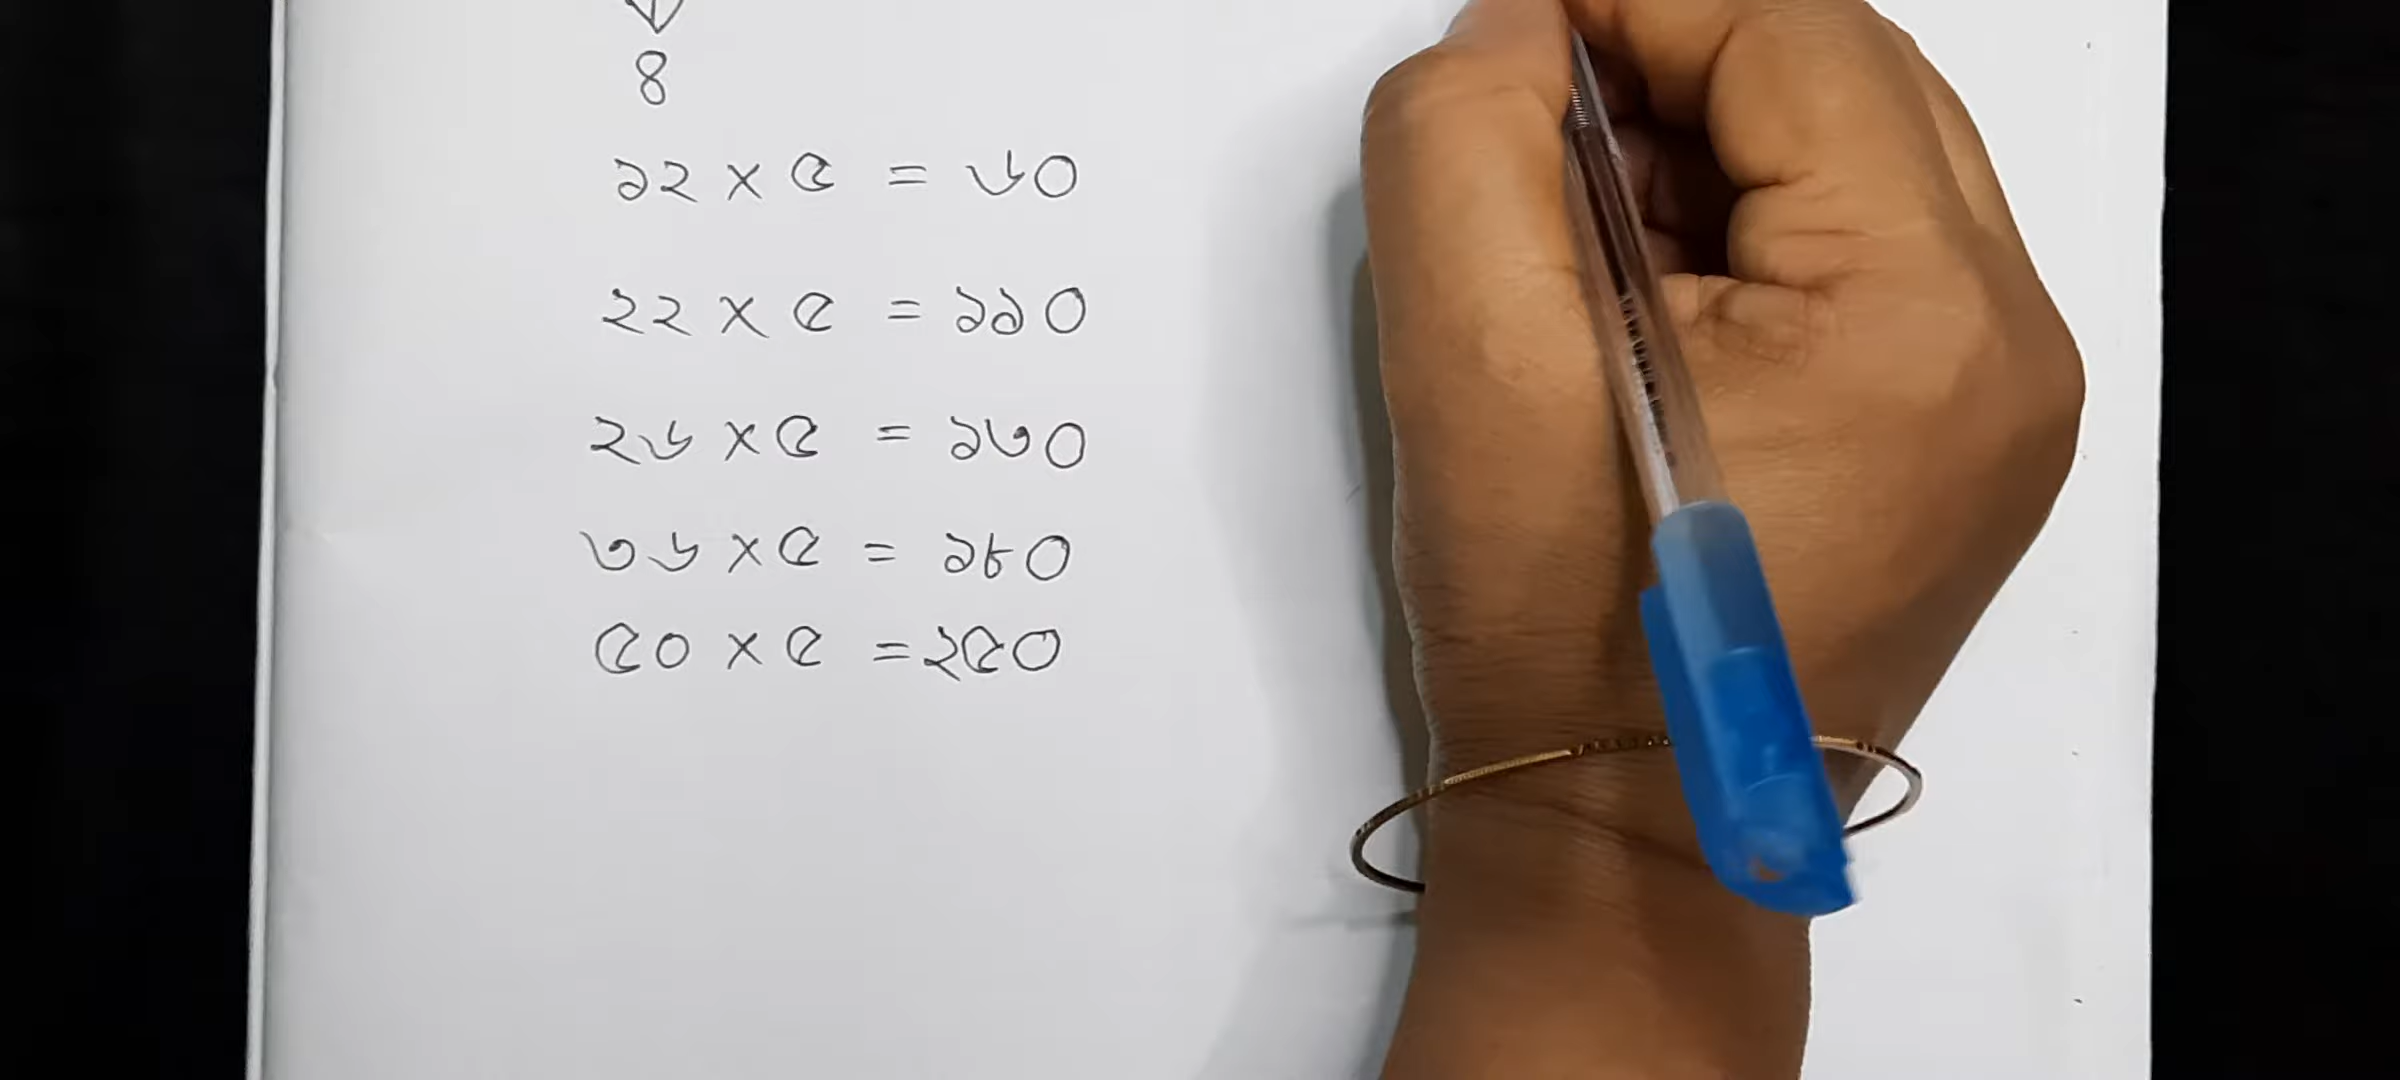 ৪
১২ × ৫ = ৬০
২২ × ৫ = ১১০
২৬ × ৫ = ১৩০
৩৬ × ৫ = ১৮০
৫০ × ৫ = ২৫০